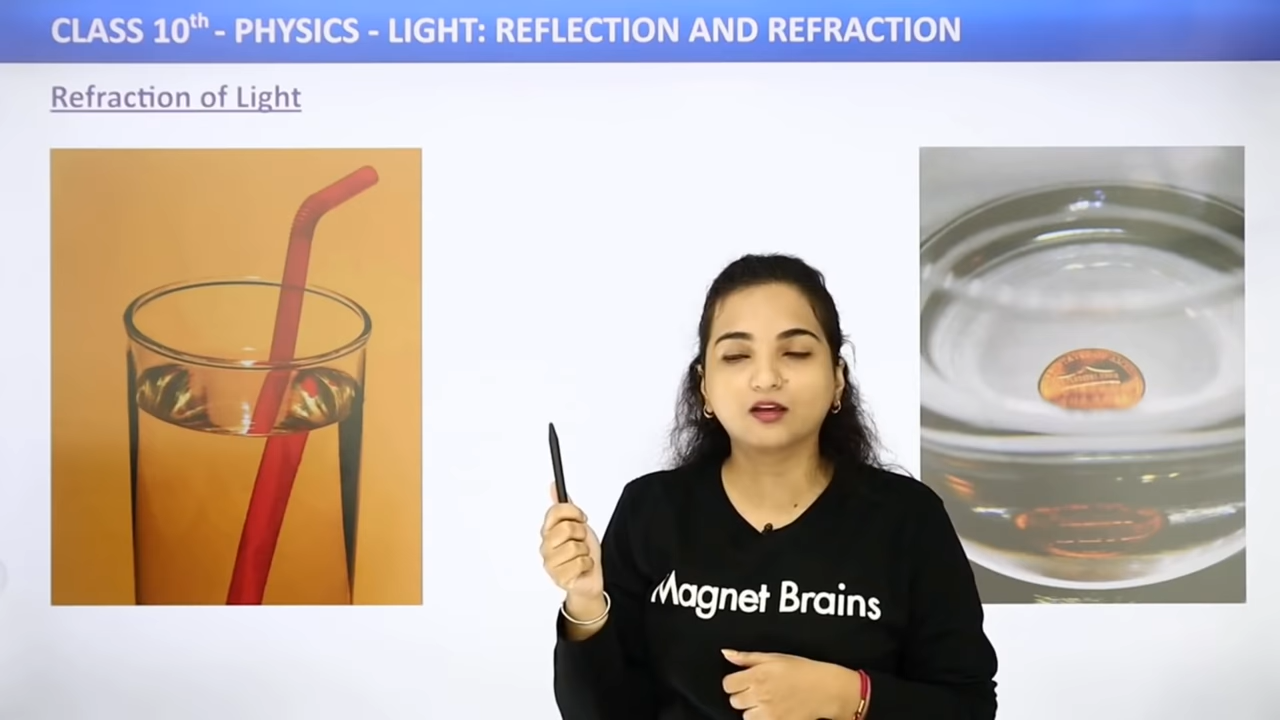 CLASS 10th - PHYSICS - LIGHT: REFLECTION AND REFRACTION
Refraction of Light
Magnet Brains